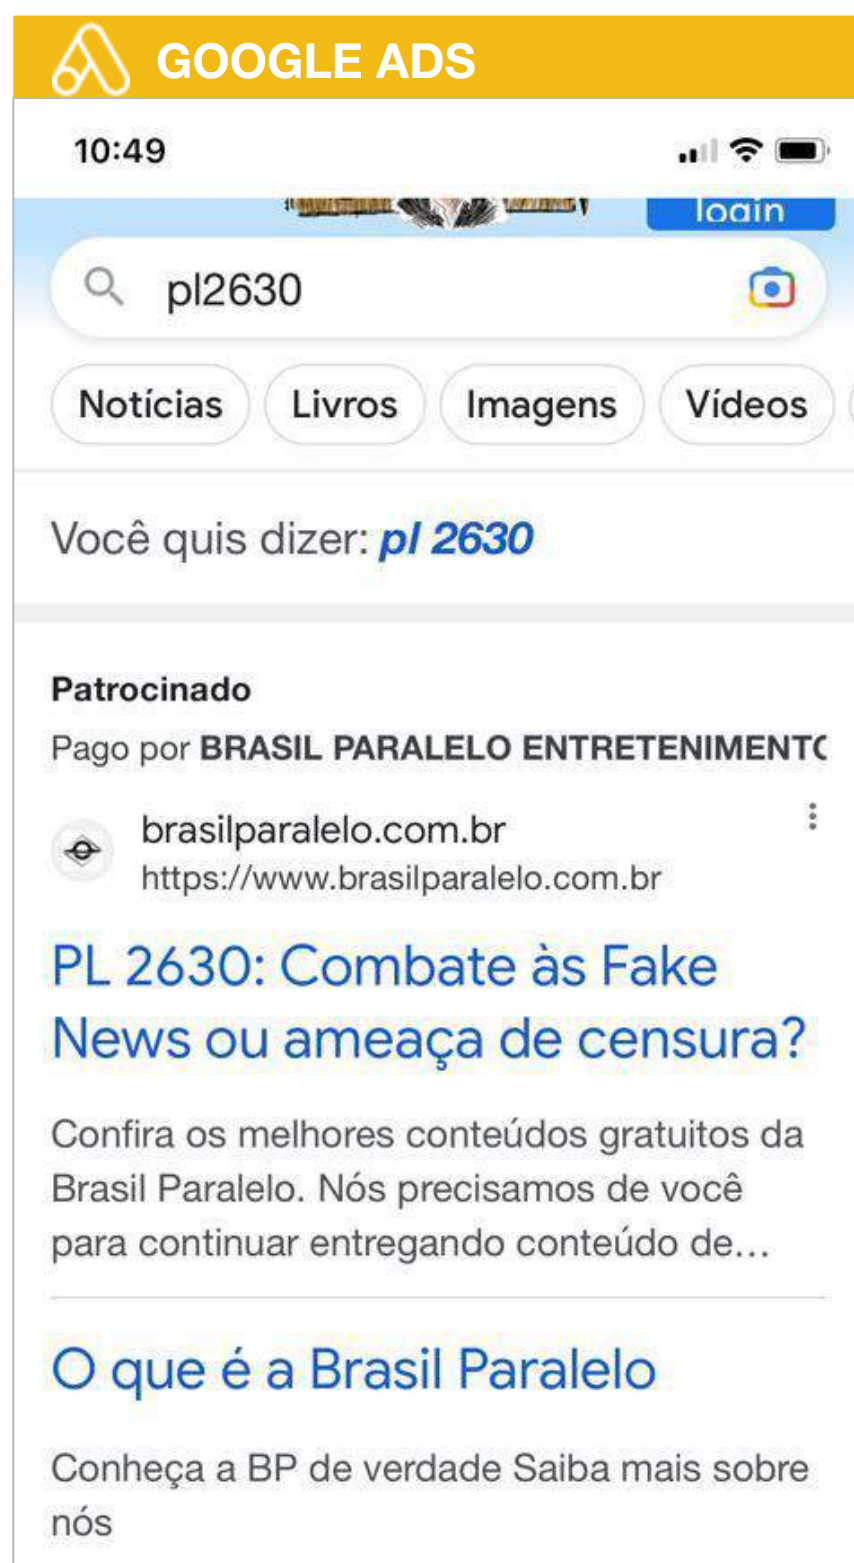 GOOGLE ADS
10:49
login
pl2630
Notícias Livros Imagens Vídeos
Você quis dizer: pl 2630
Patrocinado
Pago por BRASIL PARALELO ENTRETENIMENTO
brasilparalelo.com.br
https://www.brasilparalelo.com.br
PL 2630: Combate às Fake
News ou ameaça de censura?
Confira os melhores conteúdos gratuitos da
Brasil Paralelo. Nós precisamos de você
para continuar entregando conteúdo de...
O que é a Brasil Paralelo
Conheça a BP de verdade Saiba mais sobre
nós